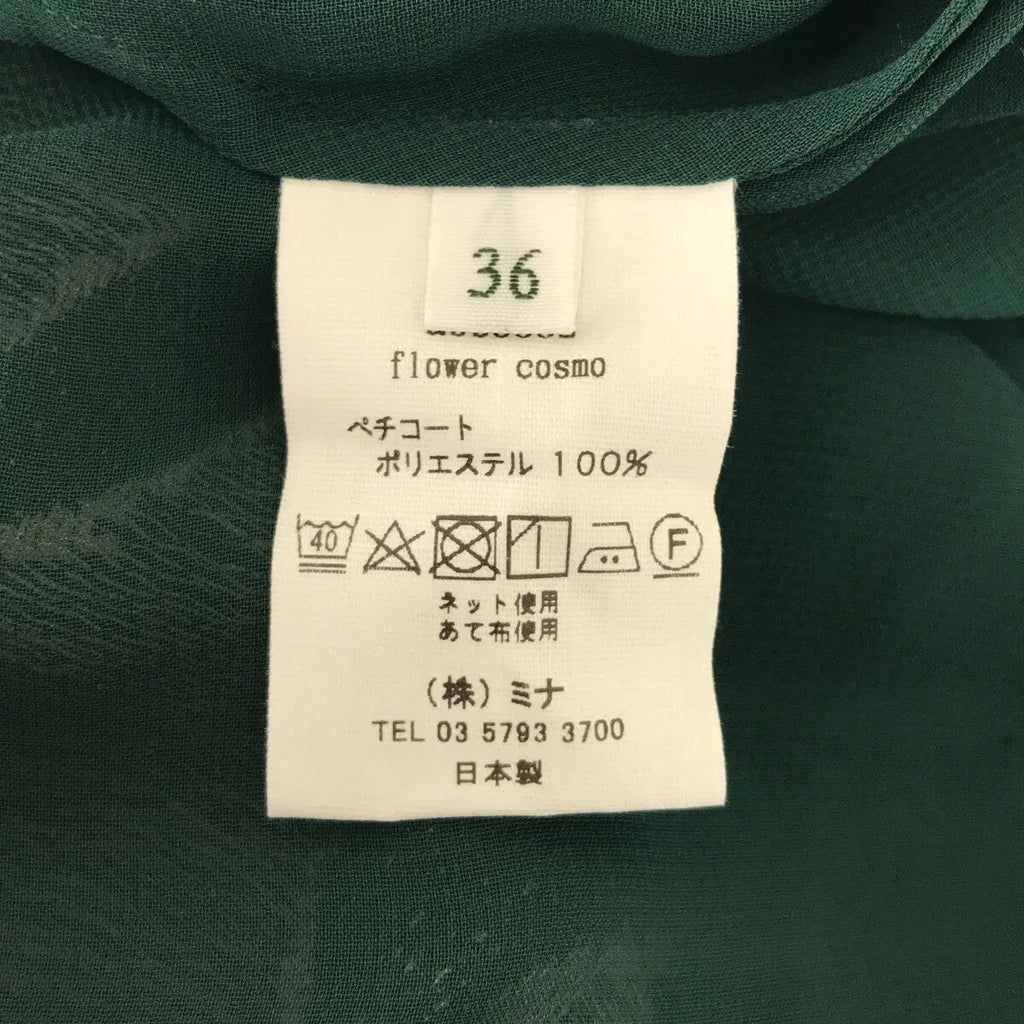 36
flower cosmo
ペチコート
ポリエステル 100%
40 F
ネット使用
あて布使用
（株）ミナ
TEL 03 5793 3700
日本製